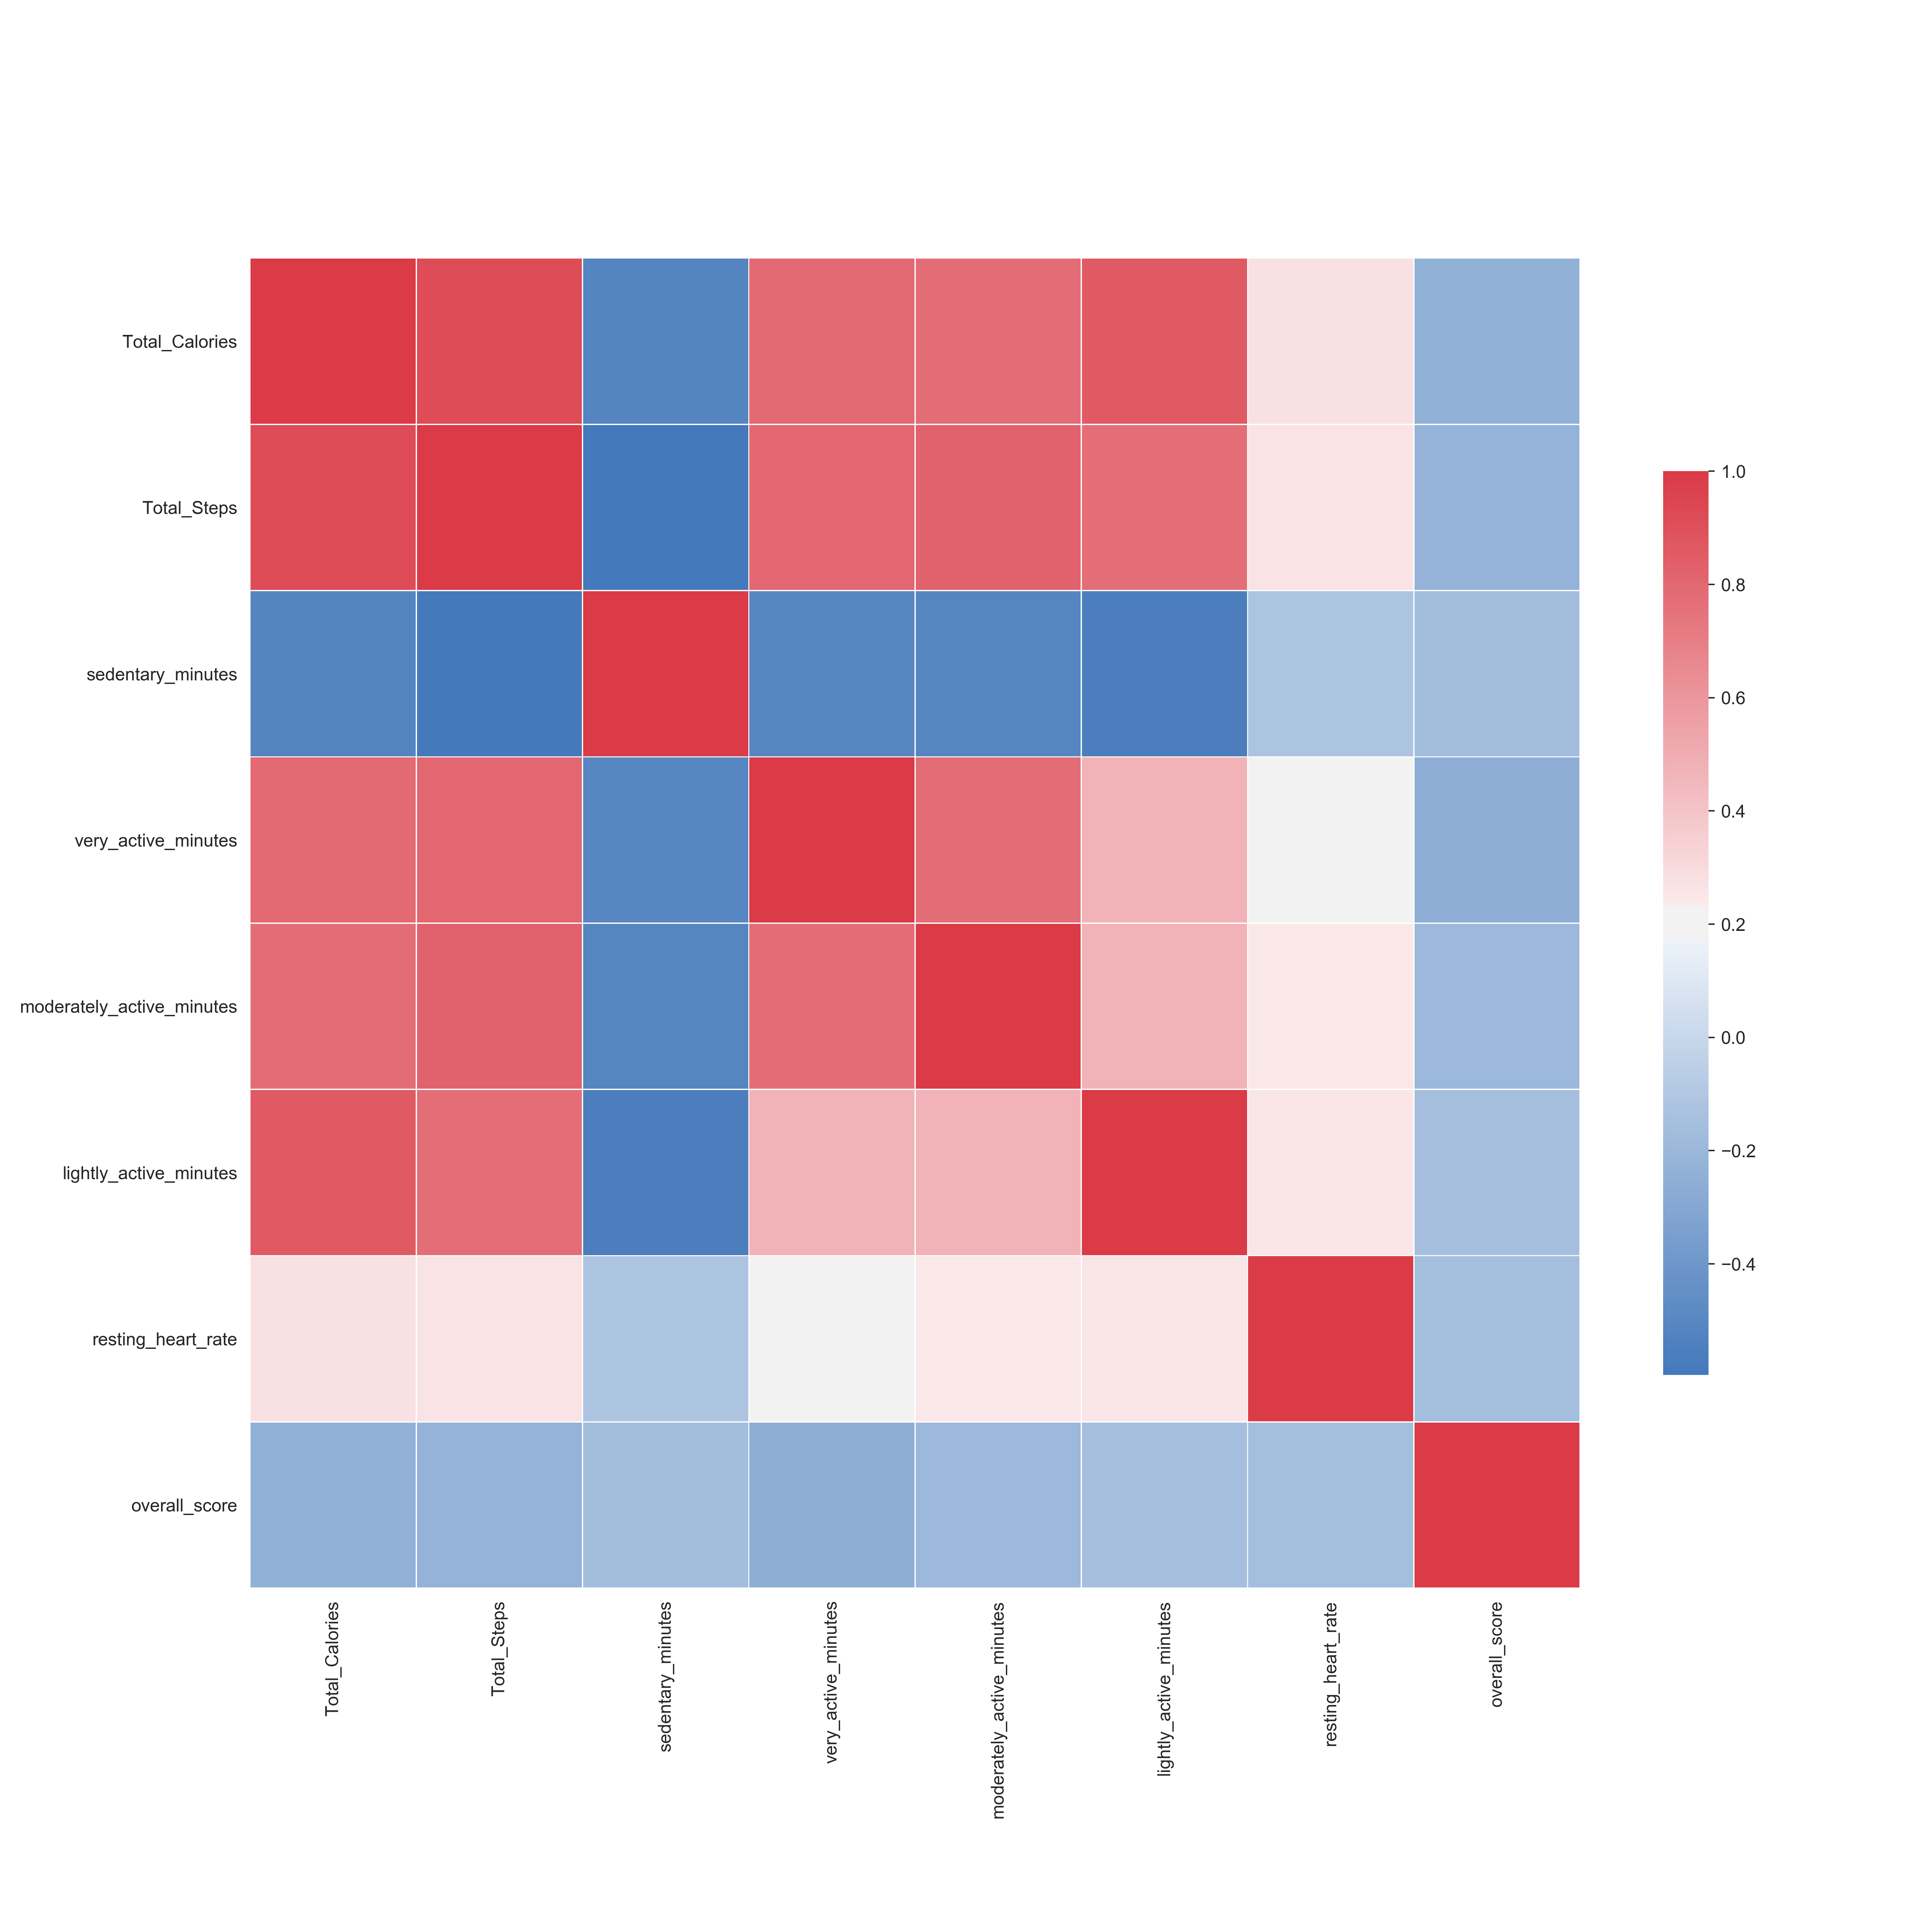 Total_Calories
Total_Steps
sedentary_minutes
very_active_minutes
moderately_active_minutes
lightly_active_minutes
resting_heart_rate
overall_score
Total_Calories
Total_Steps
sedentary_minutes
very_active_minutes
moderately_active_minutes
lightly_active_minutes
resting_heart_rate
overall_score
1.0
0.8
0.6
0.4
0.2
0.0
−0.2
−0.4